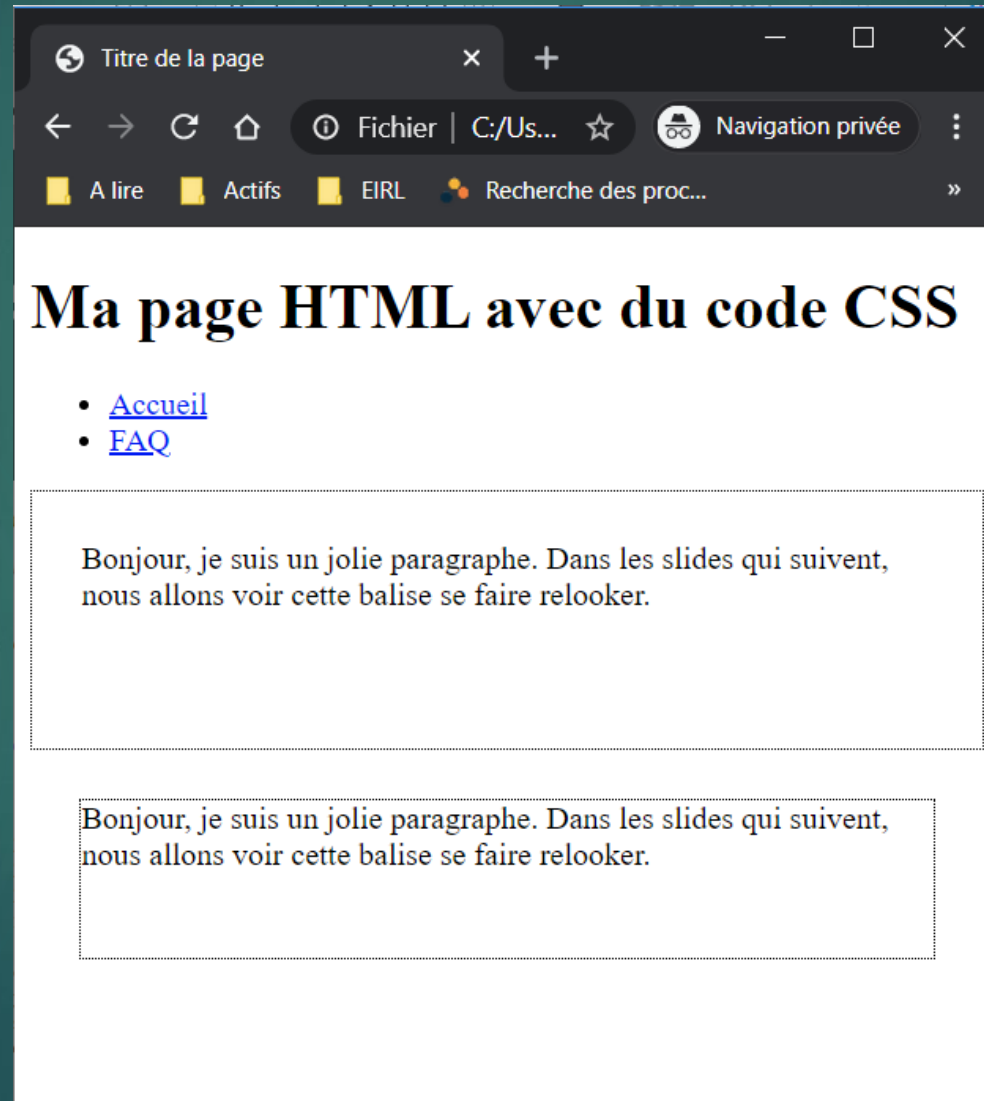 Titre de la page
Fichier | C:/Us... Navigation privée
A lire Actifs EIRL Recherche des proc... »
Ma page HTML avec du code CSS
• Accueil
• FAQ
Bonjour, je suis un jolie paragraphe. Dans les slides qui suivent,
nous allons voir cette balise se faire relooker.
Bonjour, je suis un jolie paragraphe. Dans les slides qui suivent,
nous allons voir cette balise se faire relooker.